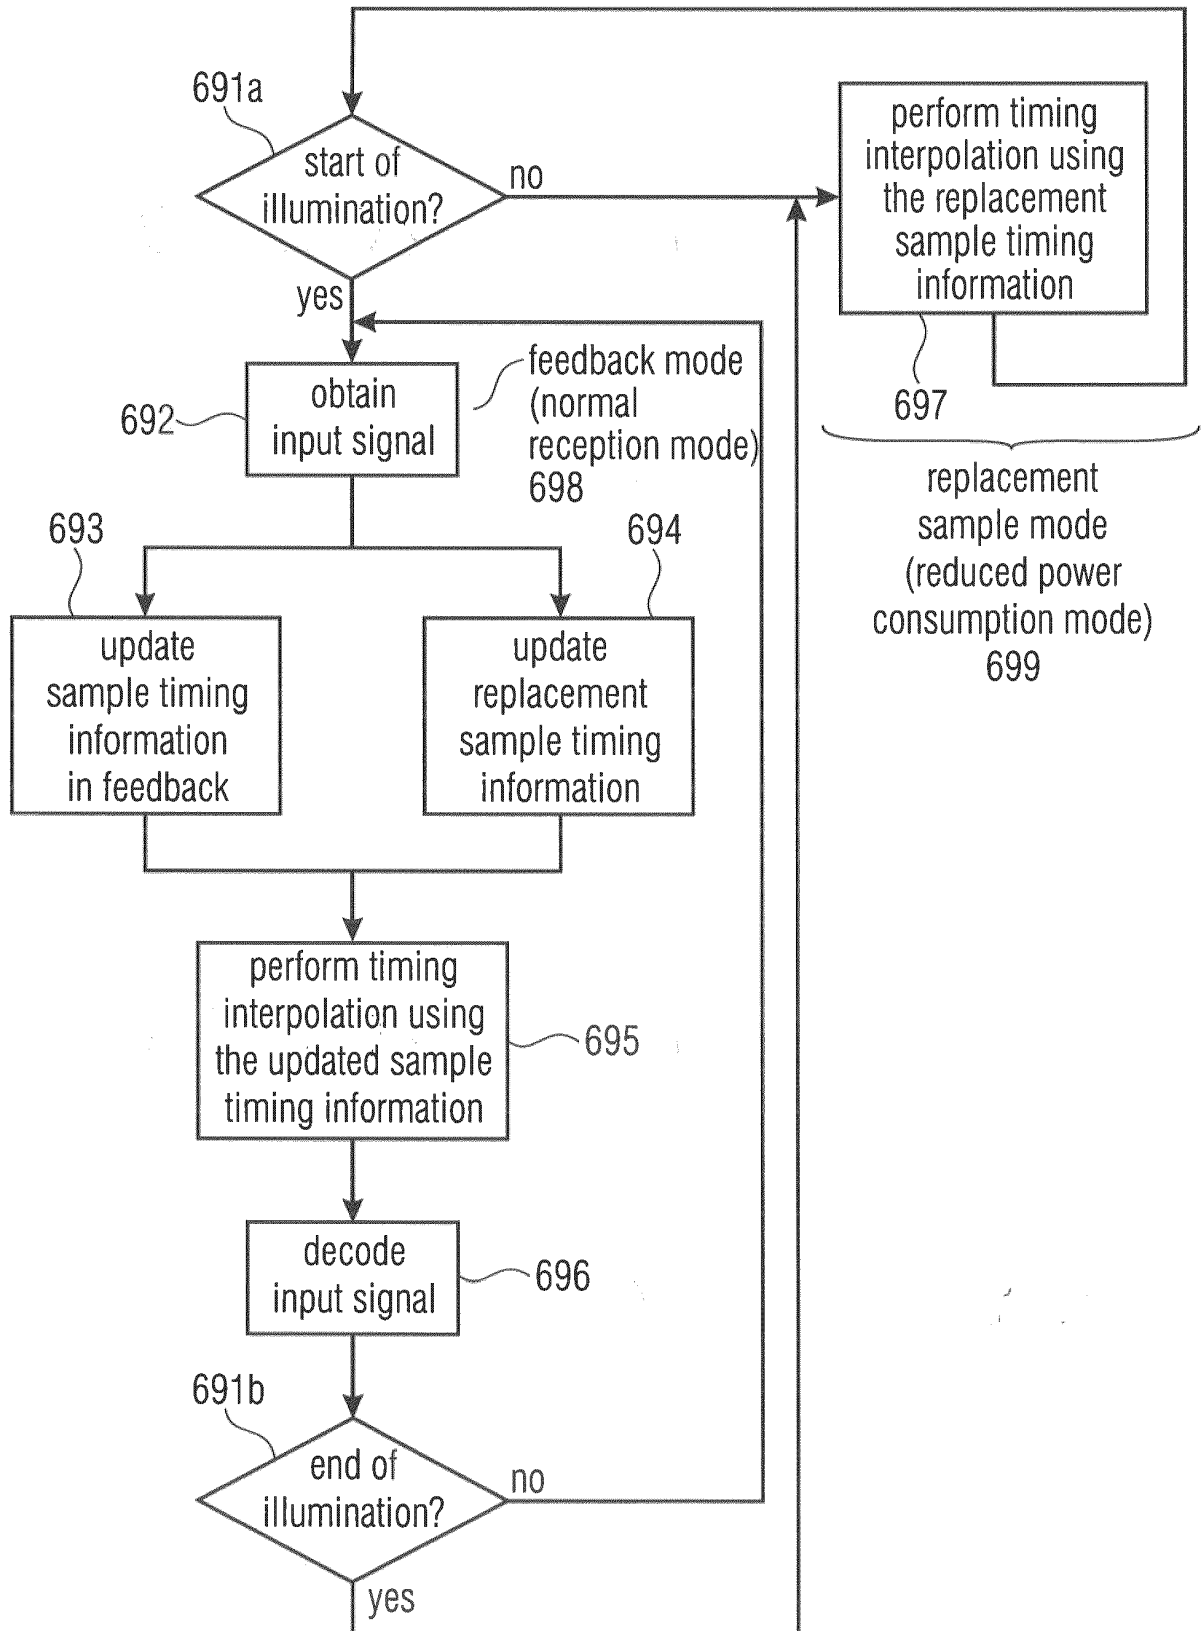 691a
start of
illumination?
no
yes
perform timing
interpolation using
the replacement
sample timing
information
697
replacement
sample mode
(reduced power
consumption mode)
699
obtain
input signal
692
feedback mode
(normal
reception mode)
698
693
update
sample timing
information
in feedback
694
update
replacement
sample timing
information
perform timing
interpolation using
the updated sample
timing information
695
decode
input signal
696
691b
end of
illumination?
no
yes